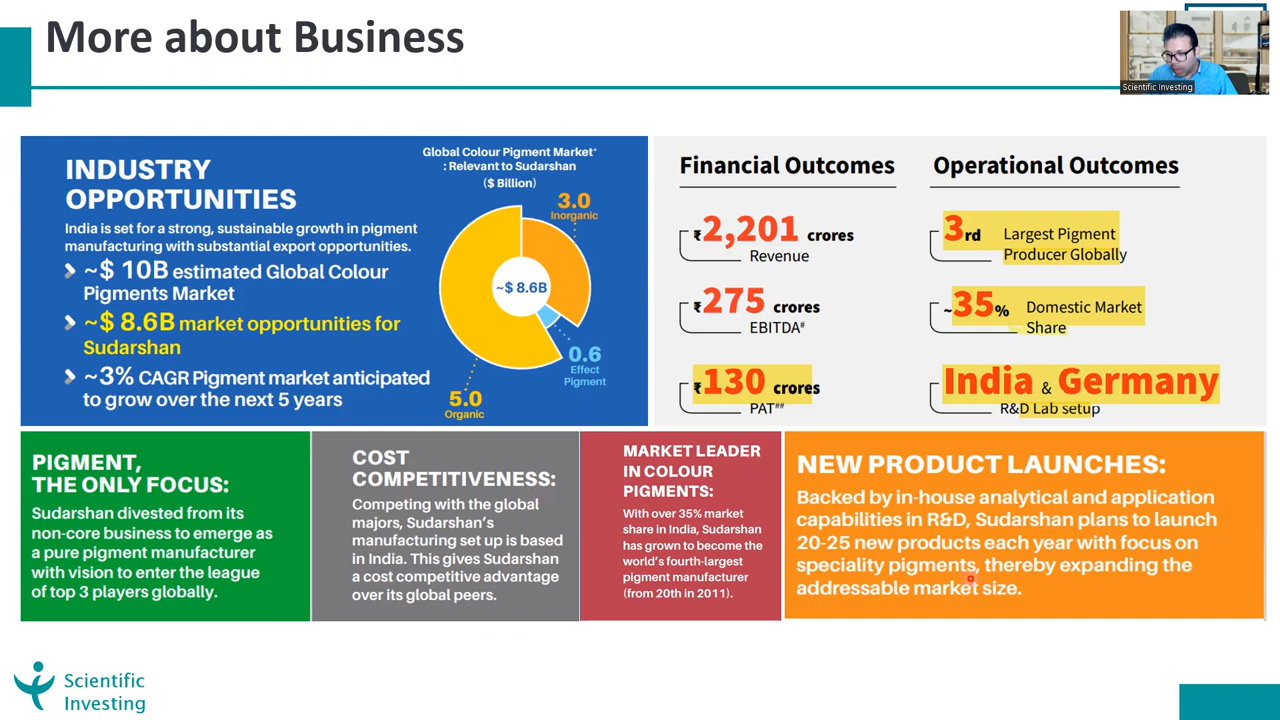 More about Business
Scientific Investing
INDUSTRY
OPPORTUNITIES
India is set for a strong, sustainable growth in pigment
manufacturing with substantial export opportunities.
~$ 10B estimated Global Colour
Pigments Market
~$ 8.6B market opportunities for
Sudarshan
~3% CAGR Pigment market anticipated
to grow over the next 5 years
Global Colour Pigment Market*
: Relevant to Sudarshan
($ Billion)
3.0
Inorganic
~$ 8.6B
0.6
Effect
Pigment
5.0
Organic
Financial Outcomes
₹2,201 crores
Revenue
₹275 crores
EBITDA#
₹130 crores
PAT##
Operational Outcomes
3rd Largest Pigment
Producer Globally
~35% Domestic Market
Share
India & Germany
R&D Lab setup
PIGMENT,
THE ONLY FOCUS:
Sudarshan divested from its
non-core business to emerge as
a pure pigment manufacturer
with vision to enter the league
of top 3 players globally.
COST
COMPETITIVENESS:
Competing with the global
majors, Sudarshan's
manufacturing set up is based
in India. This gives Sudarshan
a cost competitive advantage
over its global peers.
MARKET LEADER
IN COLOUR
PIGMENTS:
With over 35% market
share in India, Sudarshan
has grown to become the
world's fourth-largest
pigment manufacturer
(from 20th in 2011).
NEW PRODUCT LAUNCHES:
Backed by in-house analytical and application
capabilities in R&D, Sudarshan plans to launch
20-25 new products each year with focus on
speciality pigments, thereby expanding the
addressable market size.
Scientific
Investing